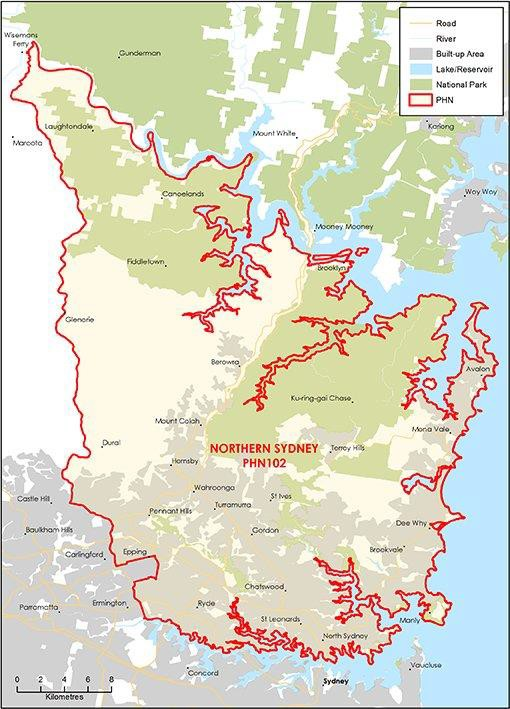 Road
River
Built-up Area
Lake/Reservoir
National Park
PHN
Wisemans
Ferry
Gunderman
Laughtondale
Marcota
Mount White
Kariong
Canoelands
Woy Woy
Mooney Mooney
Fiddletown
Brooklyn
Glenorie
Berowra
Avalon
Ku-ring-gai Chase
Mount Colah
Mona Vale
NORTHERN SYDNEY
PHN102
Dural
Terrey Hills
Hornsby
Wahroonga
Castle Hill
St Ives
Turramurra
Pennant Hills
Dee Why
Baulkham Hills
Gordon
Epping
Brookvale
Carlingford
Chatswood
Parramatta
Ermington
Ryde
St Leonards
Manly
North Sydney
Vaucluse
Concord
Sydney
0 2 4 6 8
Kilometres